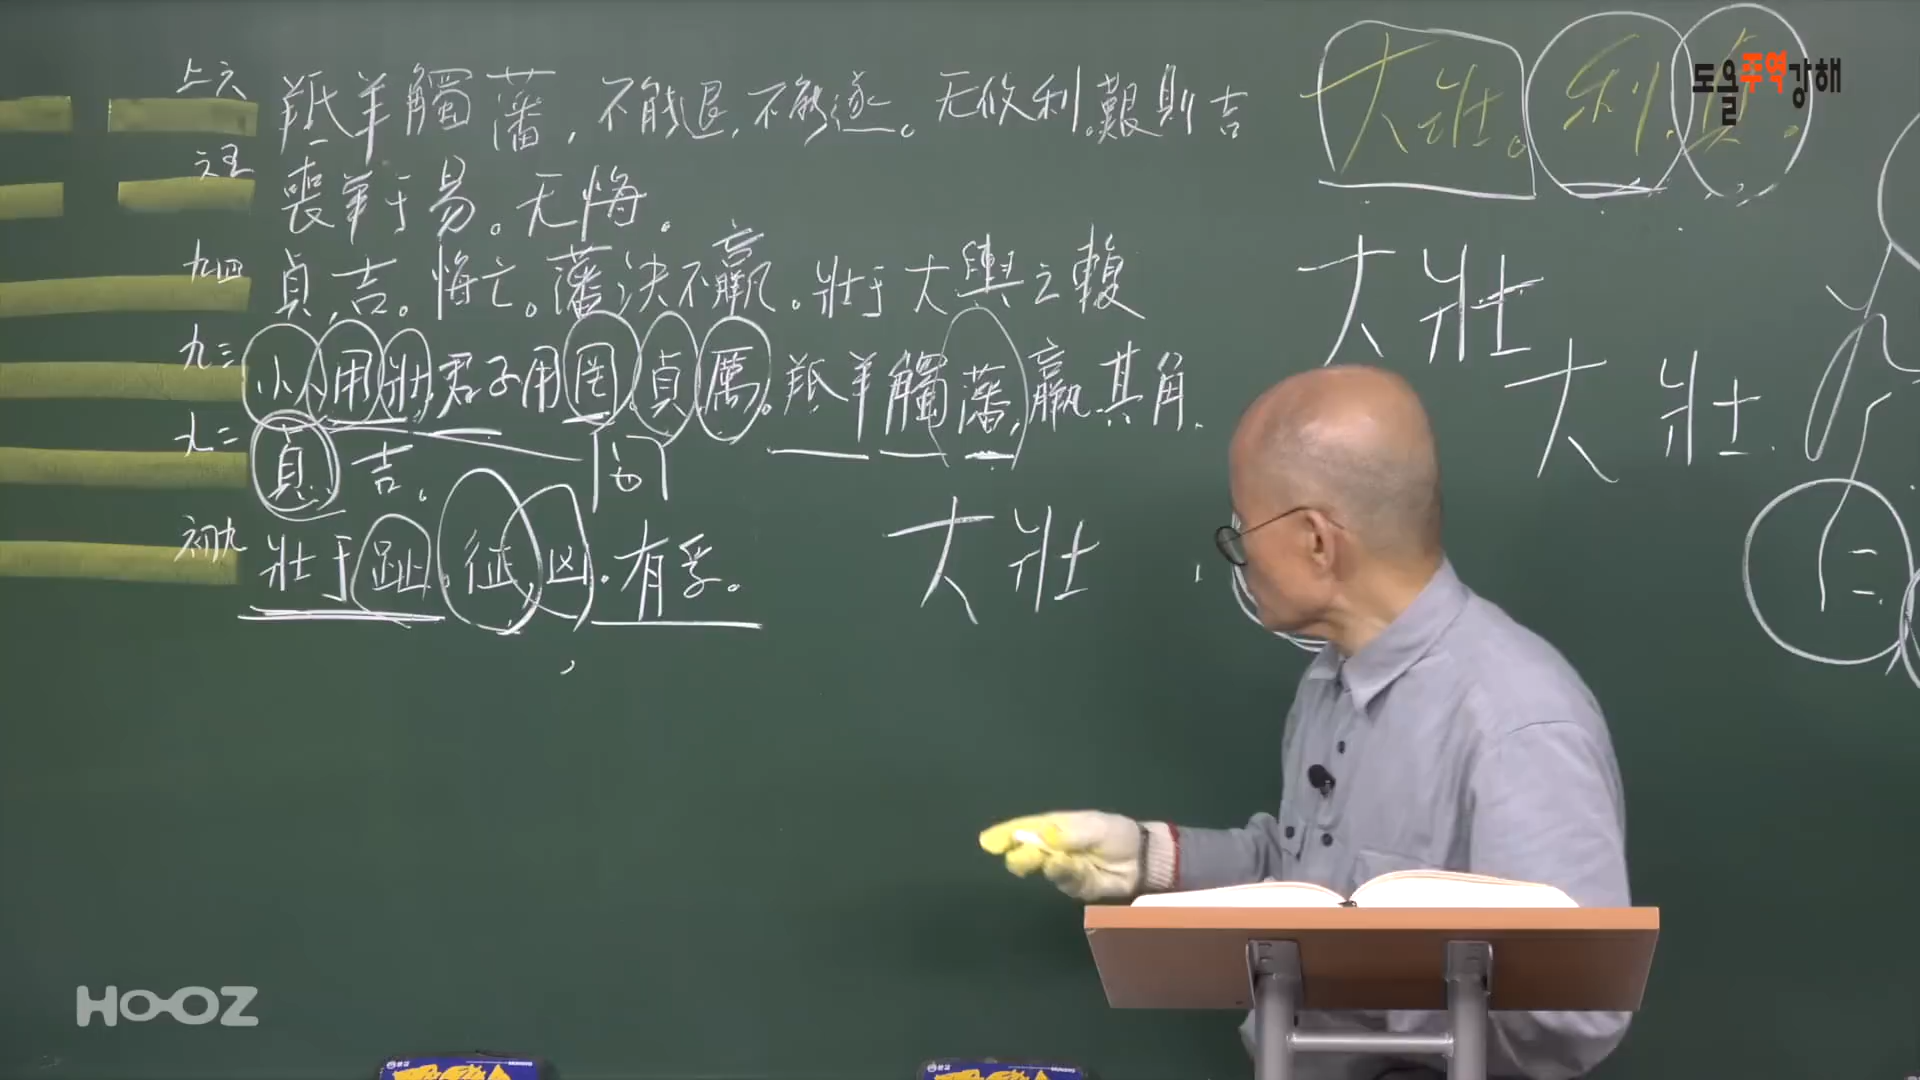 上六 羝羊觸藩,不能退,不能遂。无攸利。艱則吉
六五 喪羊于易。无悔。
九四 貞,吉。悔亡。藩決不羸。壯于大輿之輹
九三 小人用壯,君子用罔。貞厲。羝羊觸藩,羸其角.
九二 貞吉.
初九 壯于趾.征,凶.有孚。
大壯。利貞.
大壯
大壯.
大壯
도올주역강해
HOOZ